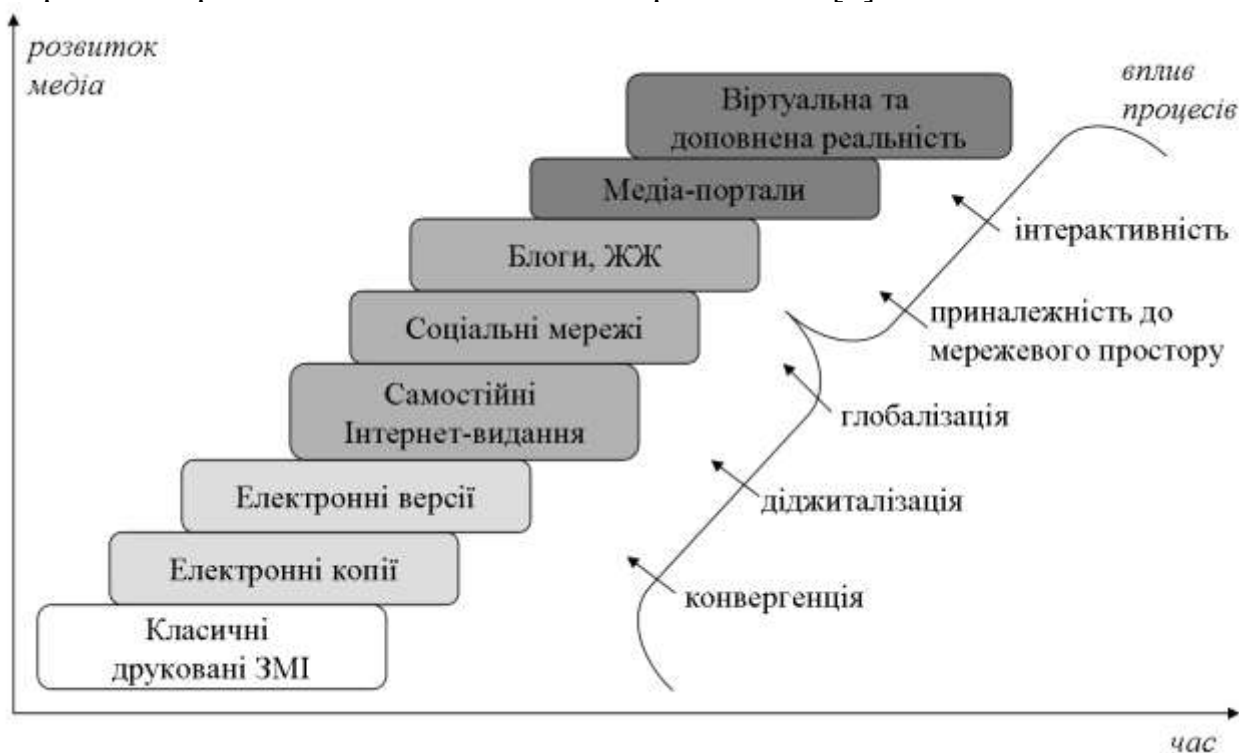 розвиток
медіа
вплив
процесів
Віртуальна та
доповнена реальність
Медіа-портали
інтерактивність
Блоги, ЖЖ
приналежність до
мережевого простору
Соціальні мережі
глобалізація
Самостійні
Інтернет-видання
діджиталізація
Електронні версії
конвергенція
Електронні копії
Класичні
друковані ЗМІ
час